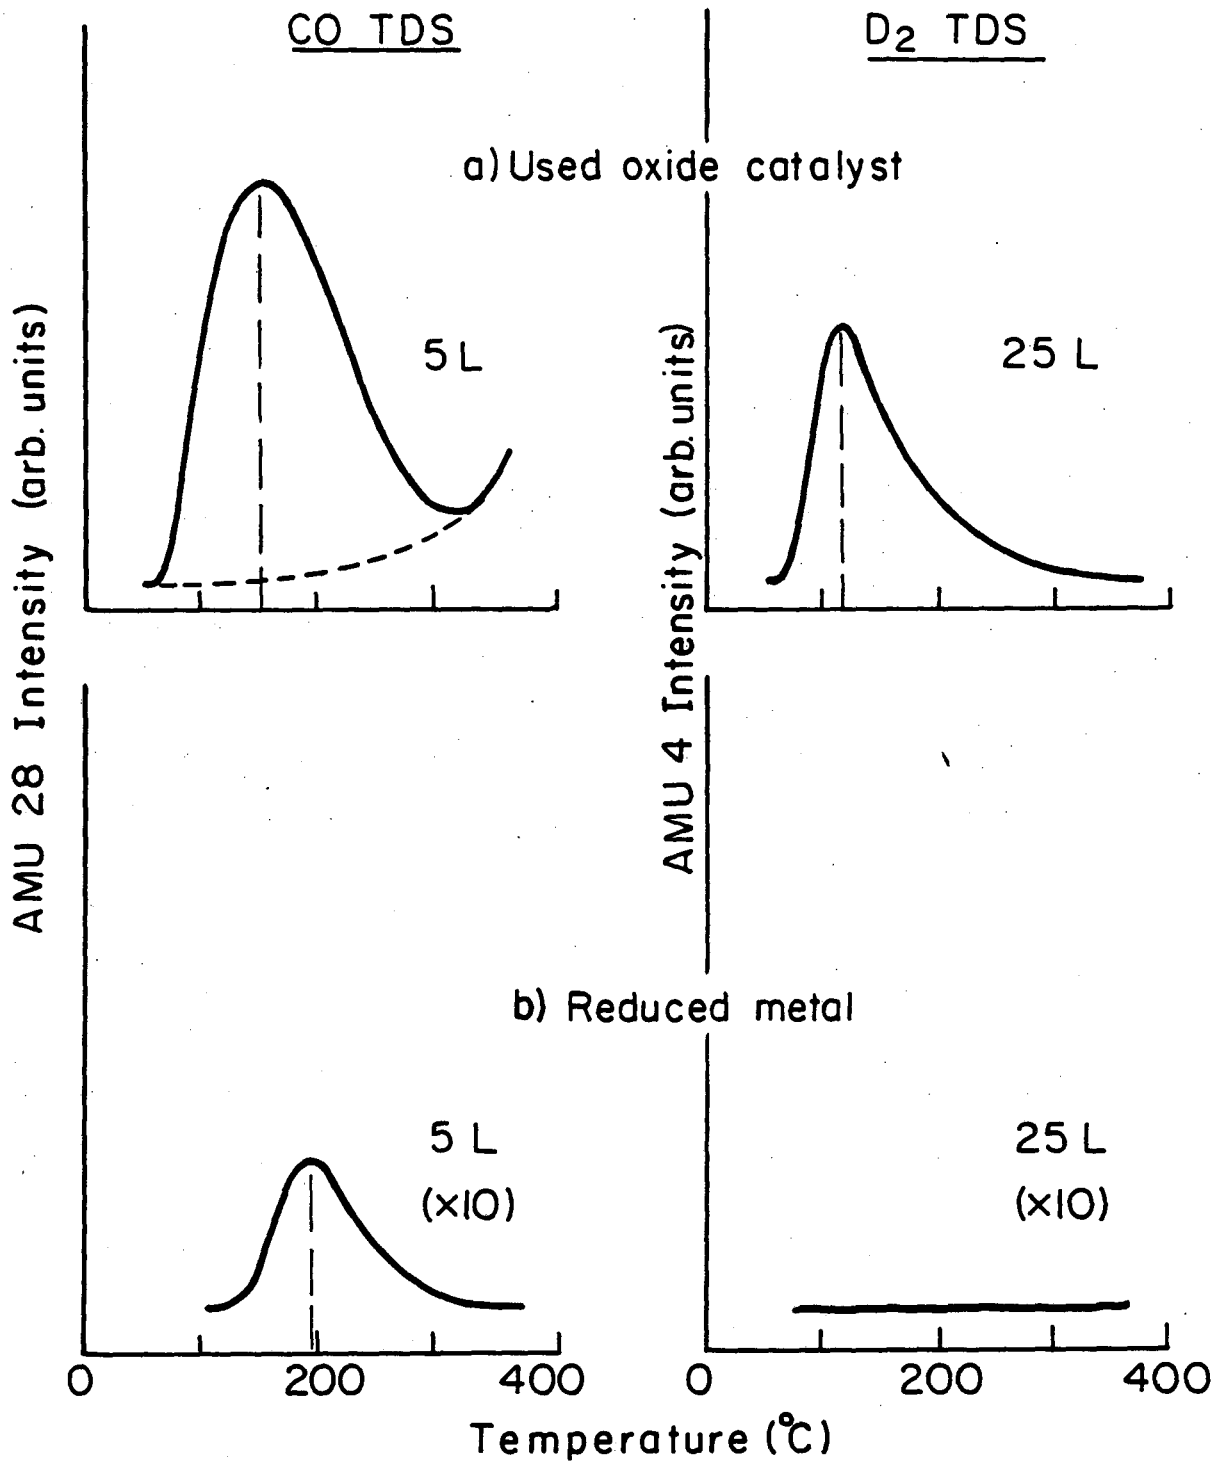 CO TDS
D2 TDS
a) Used oxide catalyst
5 L
25 L
AMU 28 Intensity (arb. units)
AMU 4 Intensity (arb. units)
b) Reduced metal
5 L
(×10)
25 L
(×10)
0 200 400
0 200 400
Temperature (°C)